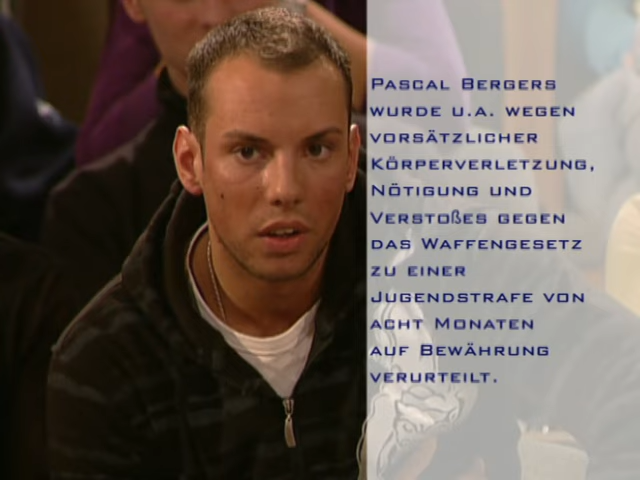 Pascal Bergers
wurde u.a. wegen
vorsätzlicher
Körperverletzung,
Nötigung und
Verstoßes gegen
das Waffengesetz
zu einer
Jugendstrafe von
acht Monaten
auf Bewährung
verurteilt.